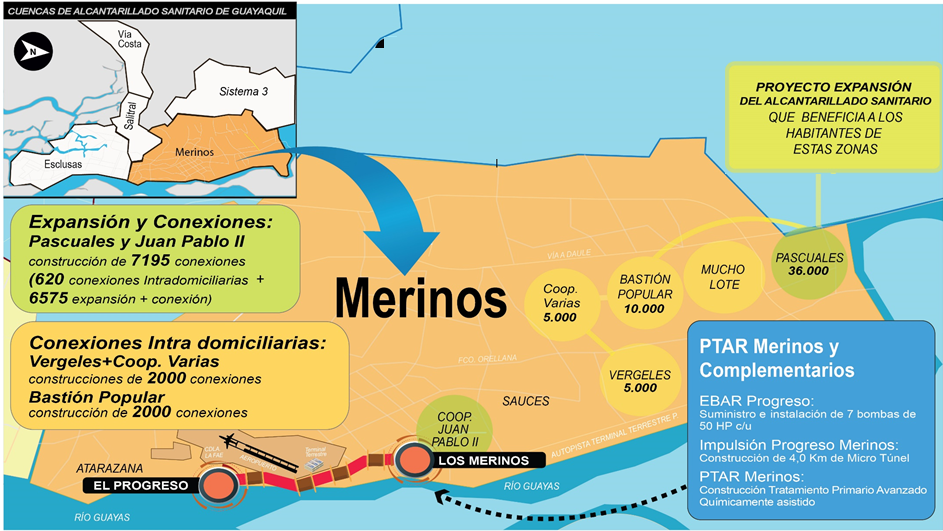 CUENCAS DE ALCANTARILLADO SANITARIO DE GUAYAQUIL
N
Vía
Costa
Sistema 3
Salitral
Merinos
Esclusas
PROYECTO EXPANSIÓN
DEL ALCANTARILLADO SANITARIO
QUE BENEFICIA A LOS
HABITANTES DE
ESTAS ZONAS
Expansión y Conexiones:
Pascuales y Juan Pablo II
construcción de 7195 conexiones
(620 conexiones Intradomiciliarias +
6575 expansión + conexión)
Conexiones Intra domiciliarias:
Vergeles+Coop. Varias
construcciones de 2000 conexiones
Bastión Popular
construcción de 2000 conexiones
Merinos
VIA A DAULE
Coop.
Varias
5.000
BASTIÓN
POPULAR
10.000
MUCHO
LOTE
PASCUALES
36.000
FCO. ORELLANA
VERGELES
5.000
SAUCES
COOP.
JUAN
PABLO II
AUTOPISTA TERMINAL TERRESTRE P.
COLA
LA FAE
AEROPUERTO
Terminal
Terrestre
ATARAZANA
EL PROGRESO
LOS MERINOS
RÍO GUAYAS
RÍO GUAYAS
PTAR Merinos y
Complementarios
EBAR Progreso:
Suministro e instalación de 7 bombas de
50 HP c/u
Impulsión Progreso Merinos:
Construcción de 4,0 Km de Micro Túnel
PTAR Merinos:
Construcción Tratamiento Primario Avanzado
Químicamente asistido